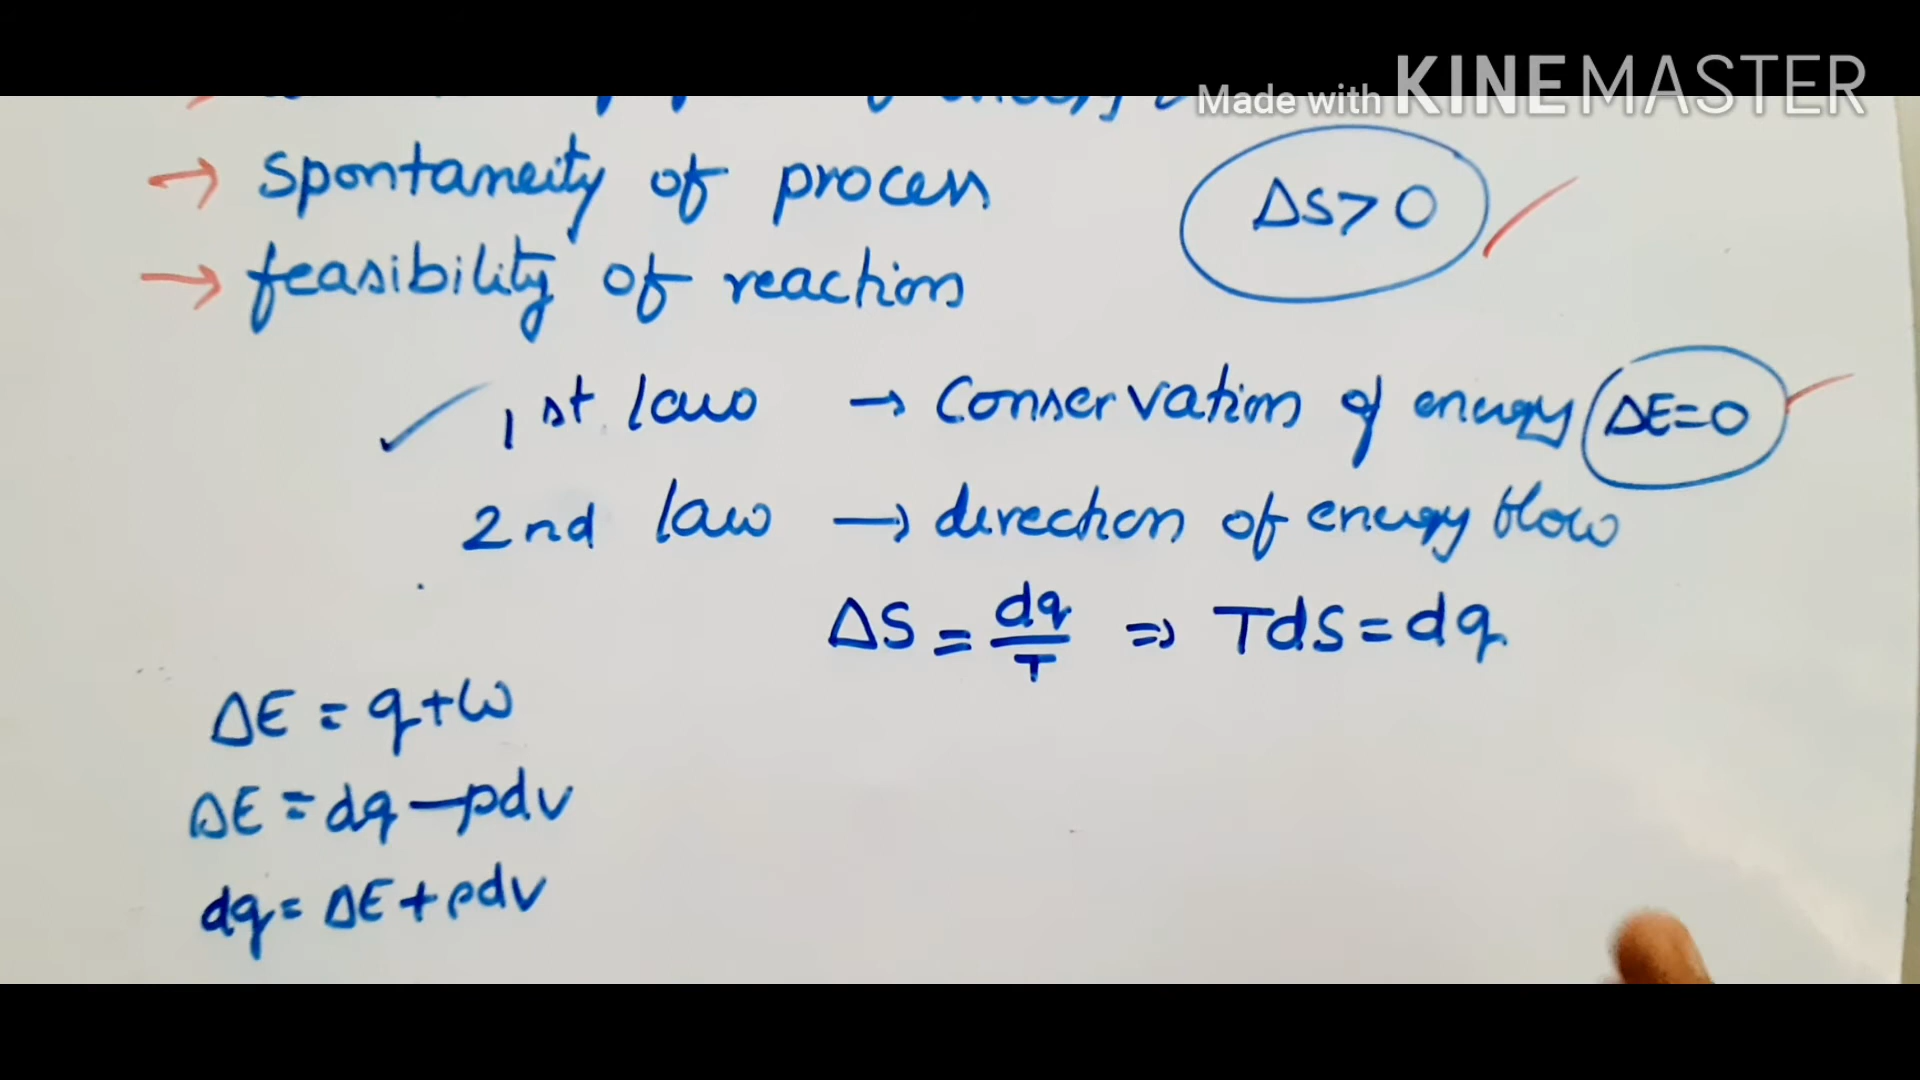 Made with KINEMASTER
→ spontaneity of process
ΔS > 0
→ feasibility of reaction
1st law → Conservation of energy ΔE = 0
2nd law → direction of energy flow
ΔS = dq/T ⇒ TdS = dq
ΔE = q + w
ΔE = dq – pdv
dq = ΔE + pdv